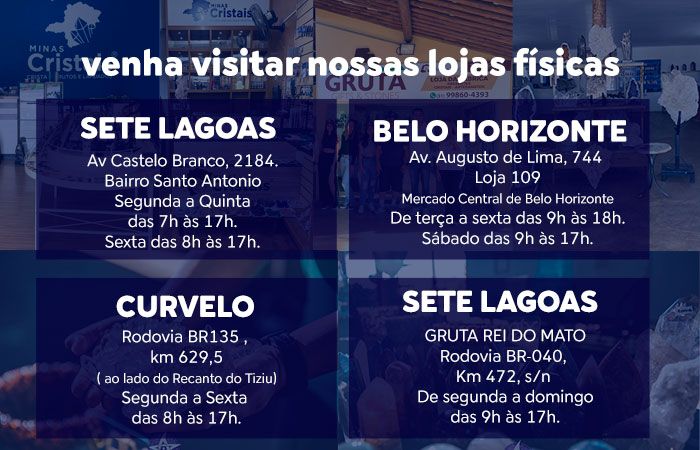 MINAS
Cristais
Cristais
venha visitar nossas lojas físicas
GRUTA
99860-4393
SETE LAGOAS
Av Castelo Branco, 2184.
Bairro Santo Antonio
Segunda a Quinta
das 7h às 17h.
Sexta das 8h às 17h.
BELO HORIZONTE
Av. Augusto de Lima, 744
Loja 109
Mercado Central de Belo Horizonte
De terça a sexta das 9h às 18h.
Sábado das 9h às 17h.
CURVELO
Rodovia BR135 ,
km 629,5
( ao lado do Recanto do Tiziu)
Segunda a Sexta
das 8h às 17h.
SETE LAGOAS
GRUTA REI DO MATO
Rodovia BR-040,
Km 472, s/n
De segunda a domingo
das 9h às 17h.